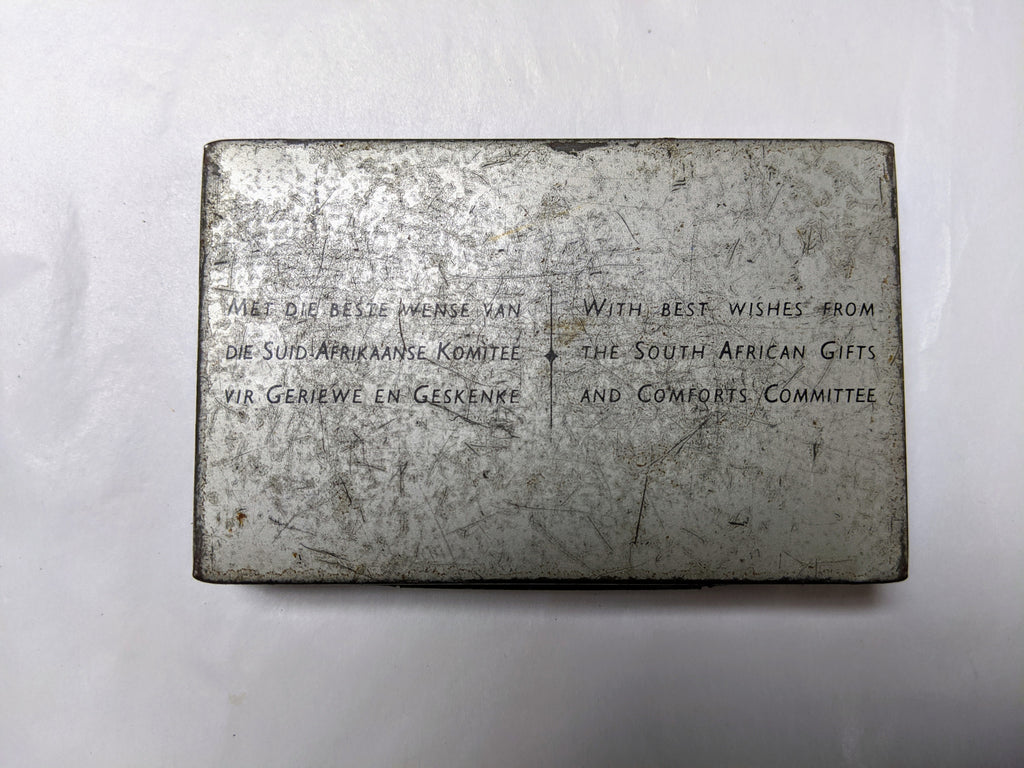 MET DIE BESTE WENSE VAN
DIE SUID-AFRIKAANSE KOMITEE
VIR GERIEWE EN GESKENKE
WITH BEST WISHES FROM
THE SOUTH AFRICAN GIFTS
AND COMFORTS COMMITTEE